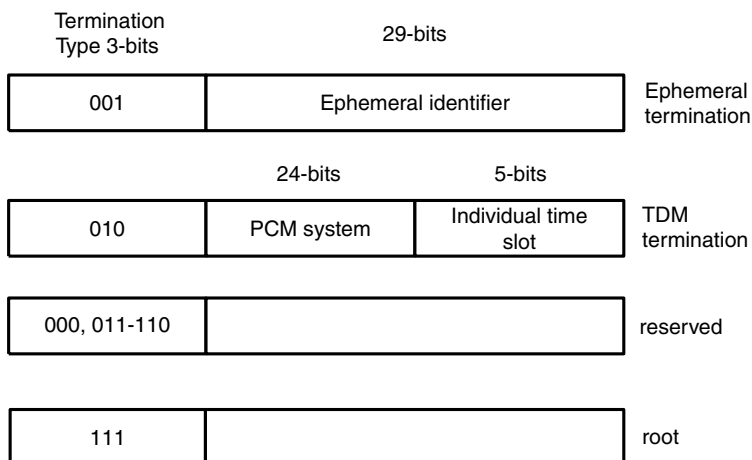 Termination
Type 3-bits
29-bits
001
Ephemeral identifier
Ephemeral
termination
24-bits
5-bits
010
PCM system
Individual time
slot
TDM
termination
000, 011-110
reserved
111
root